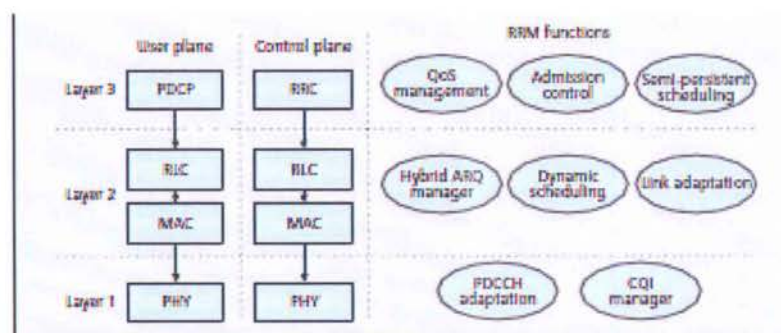 User plane
Control plane
RRM functions
Layer 3
PDCP
RRC
QoS
management
Admission
control
Semi-persistent
scheduling
Layer 2
RLC
RLC
Hybrid ARQ
manager
Dynamic
scheduling
Link adaptation
MAC
MAC
Layer 1
PHY
PHY
PDCCH
adaptation
CQI
manager